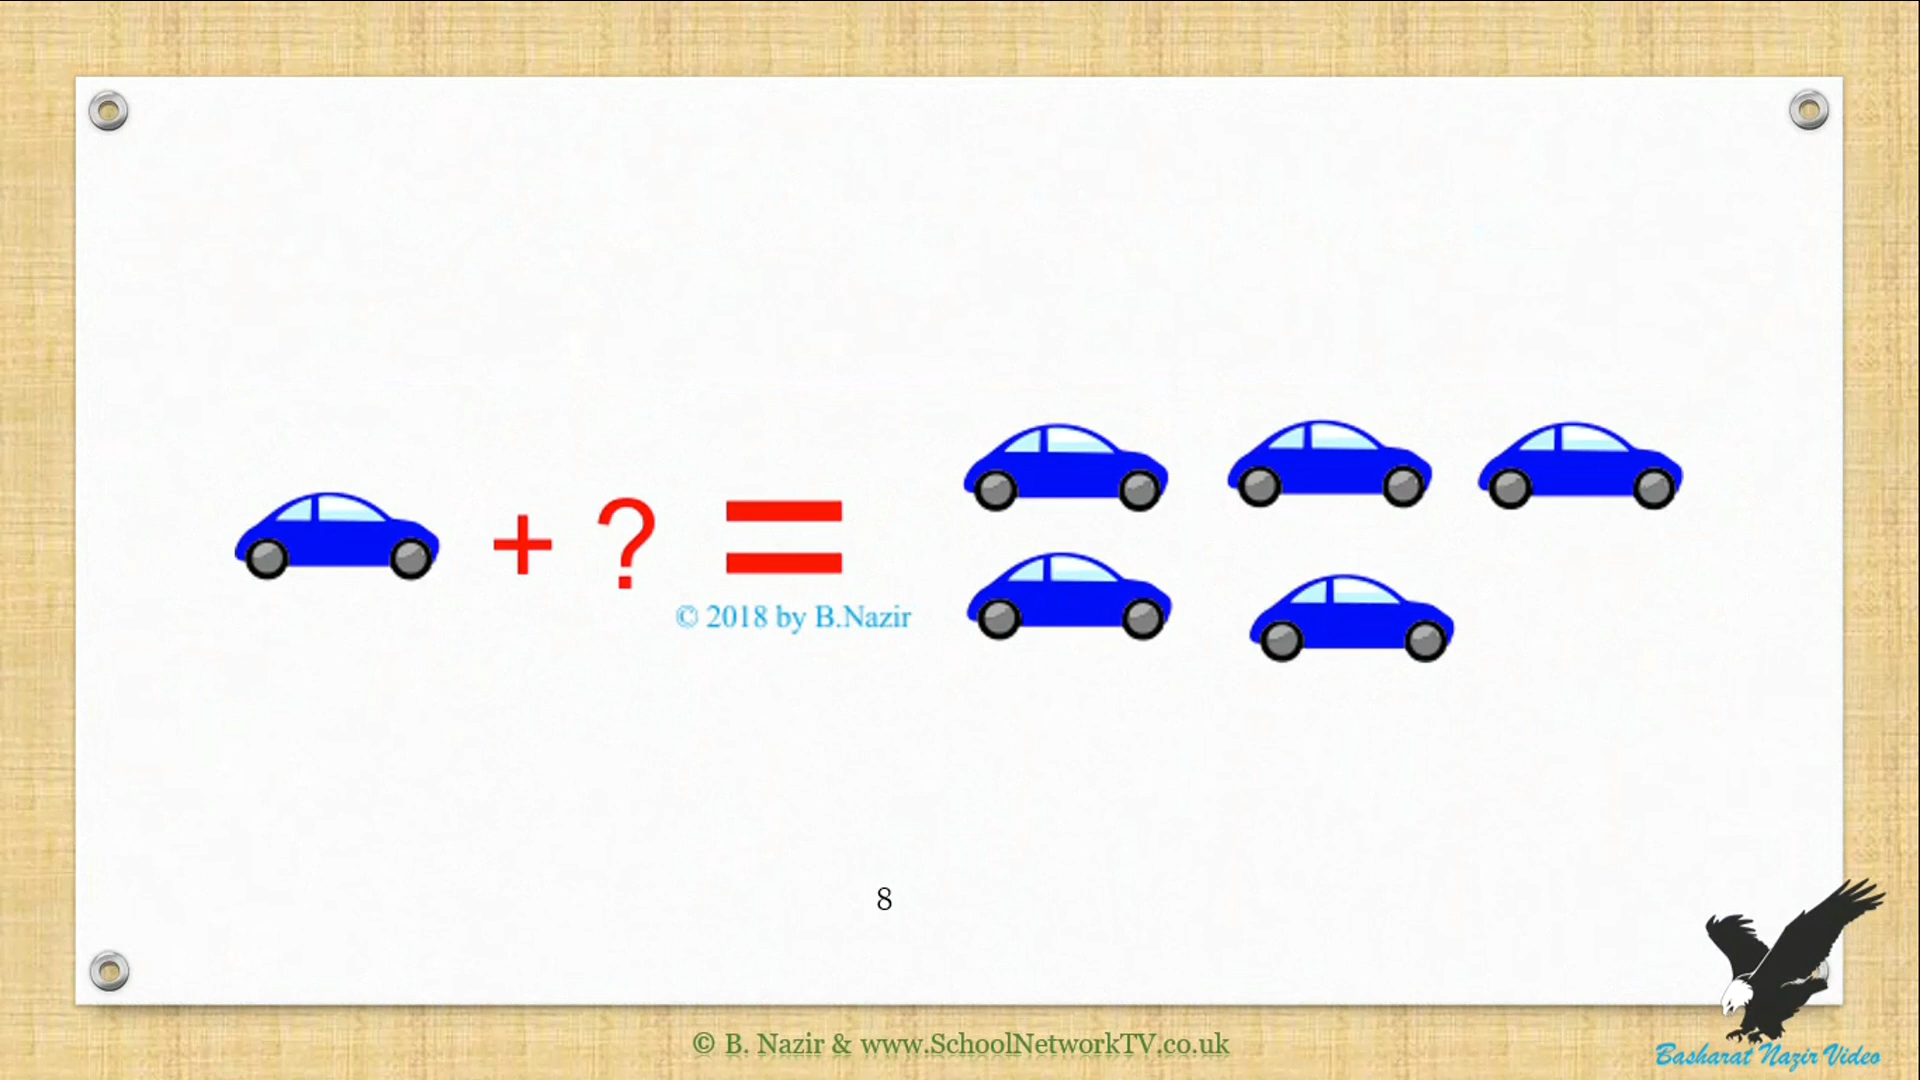 + ? =
© 2018 by B.Nazir
8
© B. Nazir & www.SchoolNetworkTV.co.uk
Basharat Nazir Video